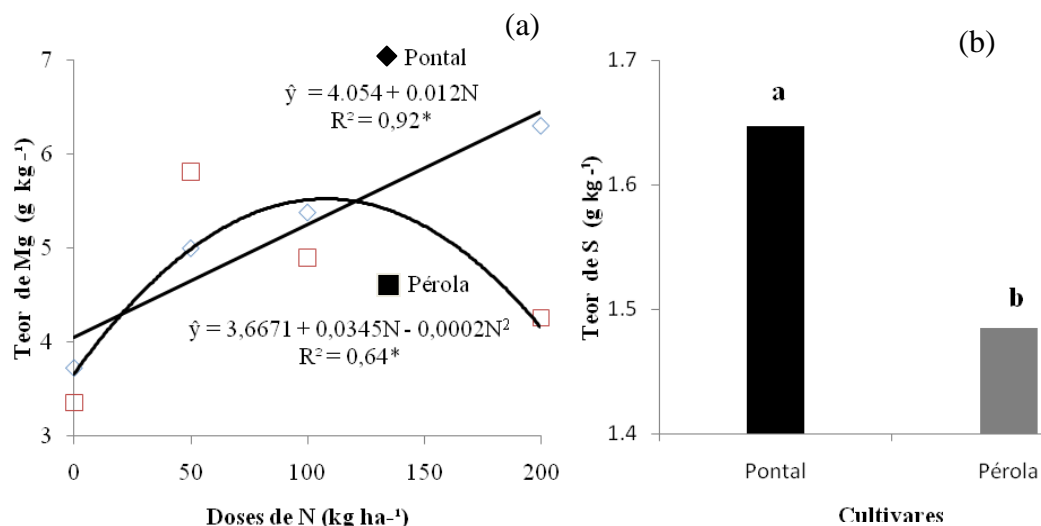 (a)
Teor de Mg (g kg -¹)
7
6
5
4
3
Pontal
ŷ = 4.054 + 0.012N
R² = 0,92*
Pérola
ŷ = 3,6671 + 0,0345N - 0,0002N²
R² = 0,64*
0 50 100 150 200
Doses de N (kg ha-¹)
(b)
Teor de S (g kg -¹)
1.7
1.6
1.5
1.4
a
b
Pontal Pérola
Cultivares